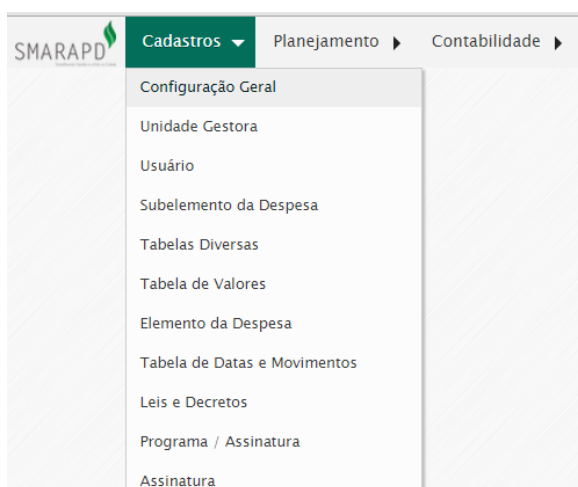 SMARAPD
Cadastros Planejamento Contabilidade
Configuração Geral
Unidade Gestora
Usuário
Subelemento da Despesa
Tabelas Diversas
Tabela de Valores
Elemento da Despesa
Tabela de Datas e Movimentos
Leis e Decretos
Programa / Assinatura
Assinatura